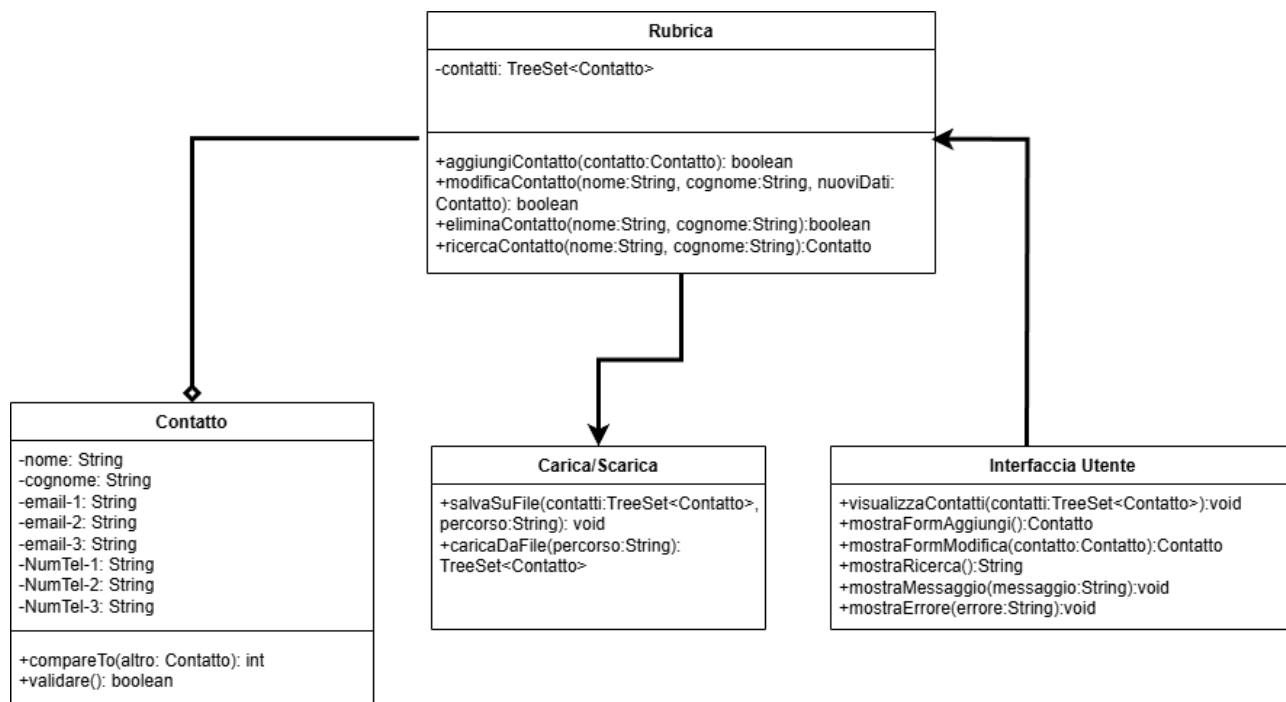 Rubrica
-contatti: TreeSet<Contatto>
+aggiungiContatto(contatto:Contatto): boolean
+modificaContatto(nome:String, cognome:String, nuoviDati:
Contatto): boolean
+eliminaContatto(nome:String, cognome:String):boolean
+ricercaContatto(nome:String, cognome:String):Contatto
Contatto
-nome: String
-cognome: String
-email-1: String
-email-2: String
-email-3: String
-NumTel-1: String
-NumTel-2: String
-NumTel-3: String
+compareTo(altro: Contatto): int
+validare(): boolean
Carica/Scarica
+salvaSuFile(contatti:TreeSet<Contatto>,
percorso:String): void
+caricaDaFile(percorso:String):
TreeSet<Contatto>
Interfaccia Utente
+visualizzaContatti(contatti:TreeSet<Contatto>):void
+mostraFormAggiungi():Contatto
+mostraFormModifica(contatto:Contatto):Contatto
+mostraRicerca():String
+mostraMessaggio(messaggio:String):void
+mostraErrore(errore:String):void